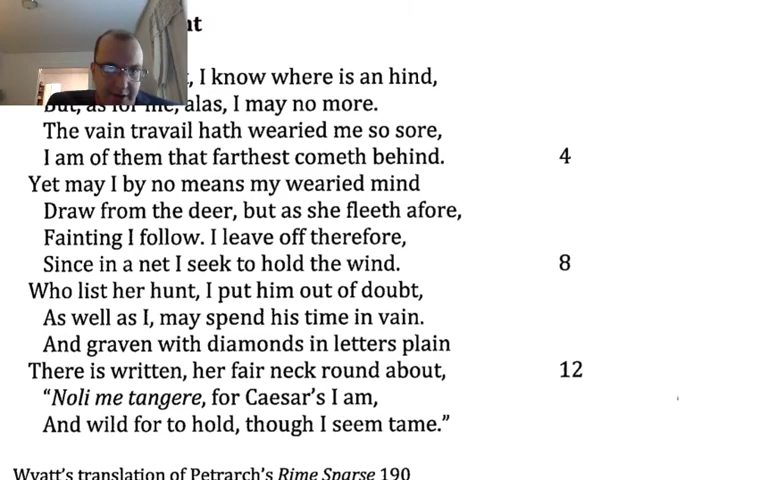 I know where is an hind,
But, as for me, alas, I may no more.
The vain travail hath wearied me so sore,
I am of them that farthest cometh behind. 4
Yet may I by no means my wearied mind
Draw from the deer, but as she fleeth afore,
Fainting I follow. I leave off therefore,
Since in a net I seek to hold the wind. 8
Who list her hunt, I put him out of doubt,
As well as I, may spend his time in vain.
And graven with diamonds in letters plain
There is written, her fair neck round about, 12
“Noli me tangere, for Caesar’s I am,
And wild for to hold, though I seem tame.”
Wyatt’s translation of Petrarch’s Rime Sparse 190